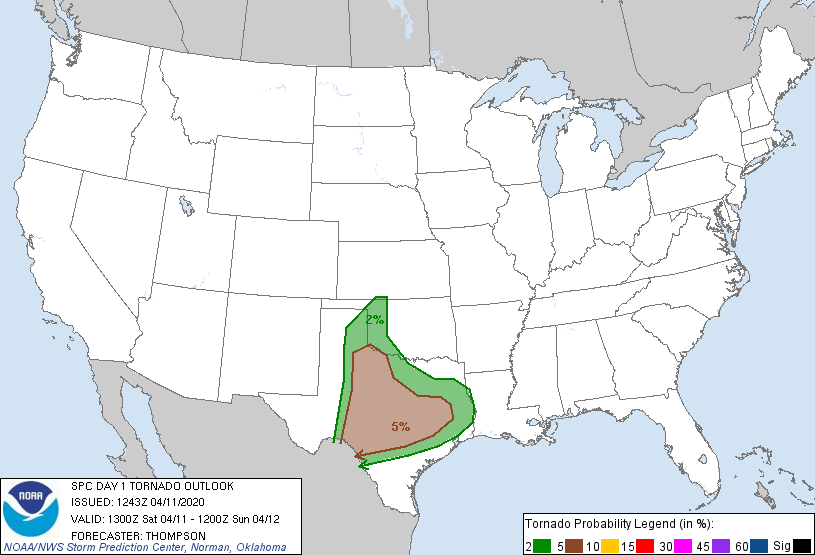 2%
5%
NOAA
SPC DAY 1 TORNADO OUTLOOK
ISSUED: 1243Z 04/11/2020
VALID: 1300Z Sat 04/11 - 1200Z Sun 04/12
FORECASTER: THOMPSON
NOAA/NWS Storm Prediction Center, Norman, Oklahoma
Tornado Probability Legend (in %):
2 5 10 15 30 45 60 Sig